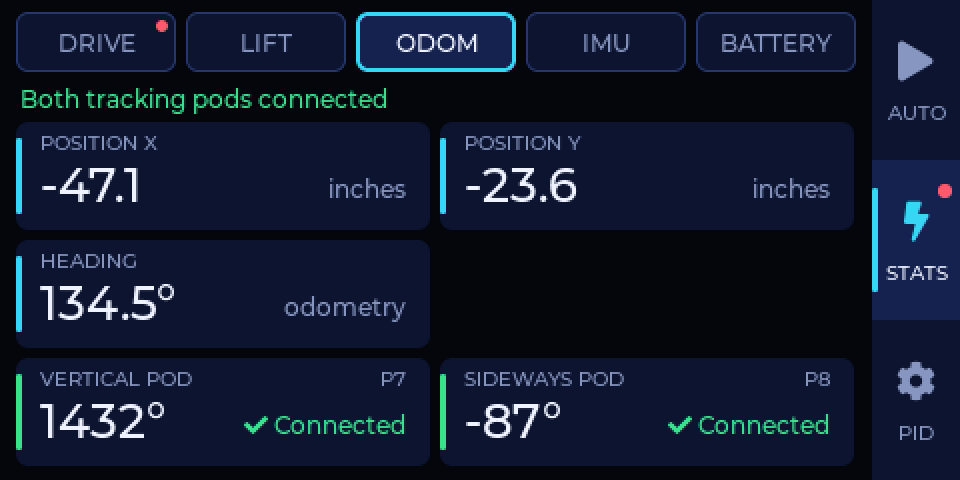 DRIVE
LIFT
ODOM
IMU
BATTERY
Both tracking pods connected
POSITION X
-47.1
inches
POSITION Y
-23.6
inches
HEADING
134.5°
odometry
VERTICAL POD
P7
1432°
Connected
SIDEWAYS POD
P8
-87°
Connected
AUTO
STATS
PID